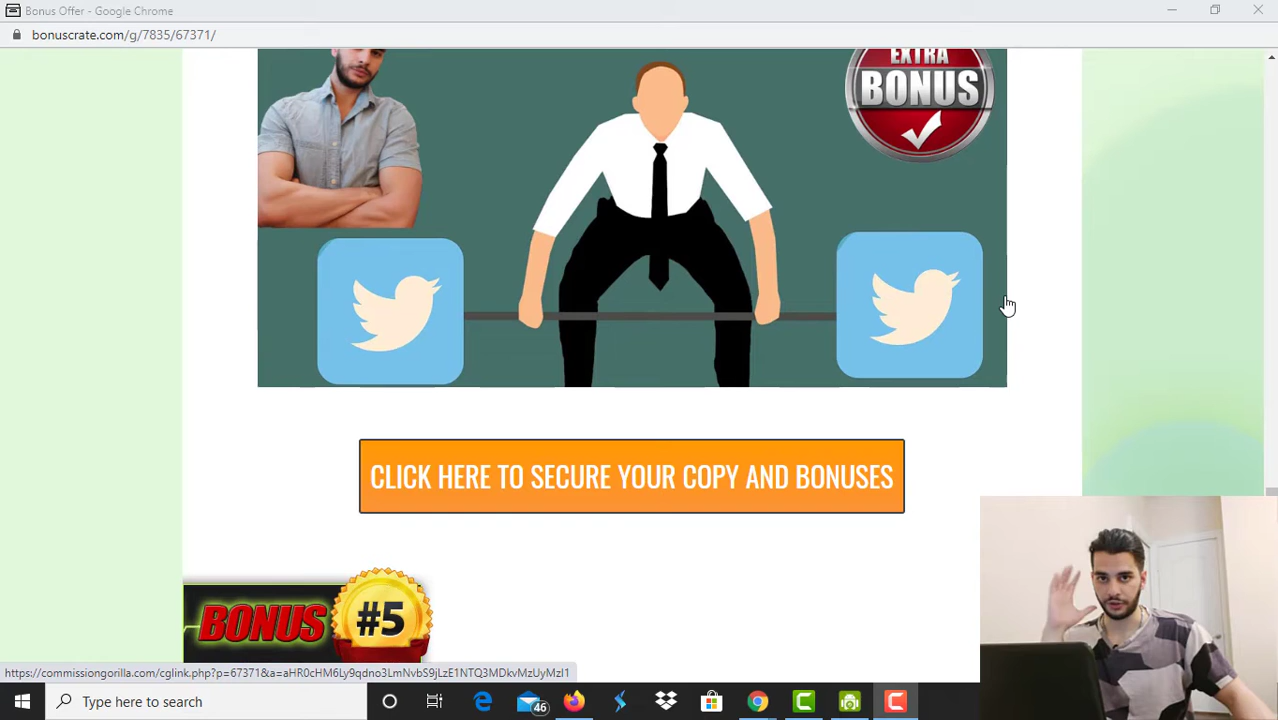 Bonus Offer - Google Chrome
bonuscrate.com/g/7835/67371/
EXTRA
BONUS
CLICK HERE TO SECURE YOUR COPY AND BONUSES
BONUS #5
https://commissiongorilla.com/cglink.php?p=67371&a=aHR0cHM6Ly9qdno3LmNvbS9jLzE1NTQ3MDkvMzUyMzI1
Type here to search
46